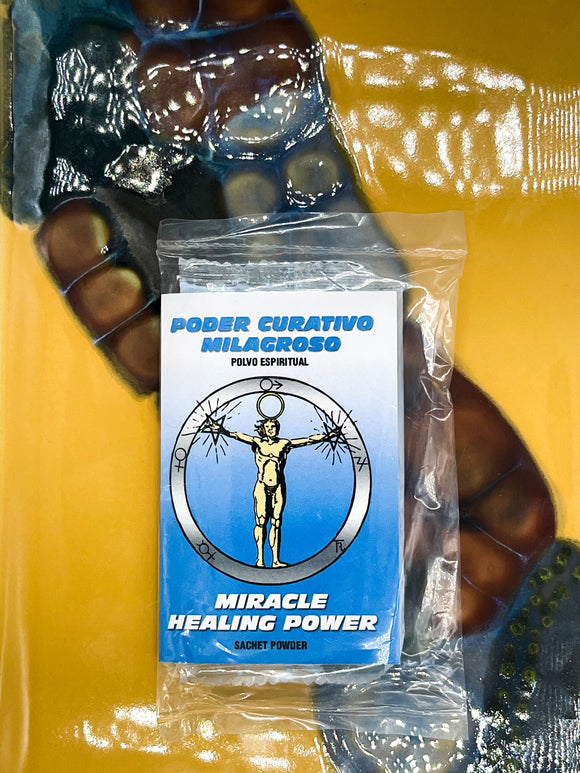 PODER CURATIVO
MILAGROSO
POLVO ESPIRITUAL
MIRACLE
HEALING POWER
SACHET POWDER